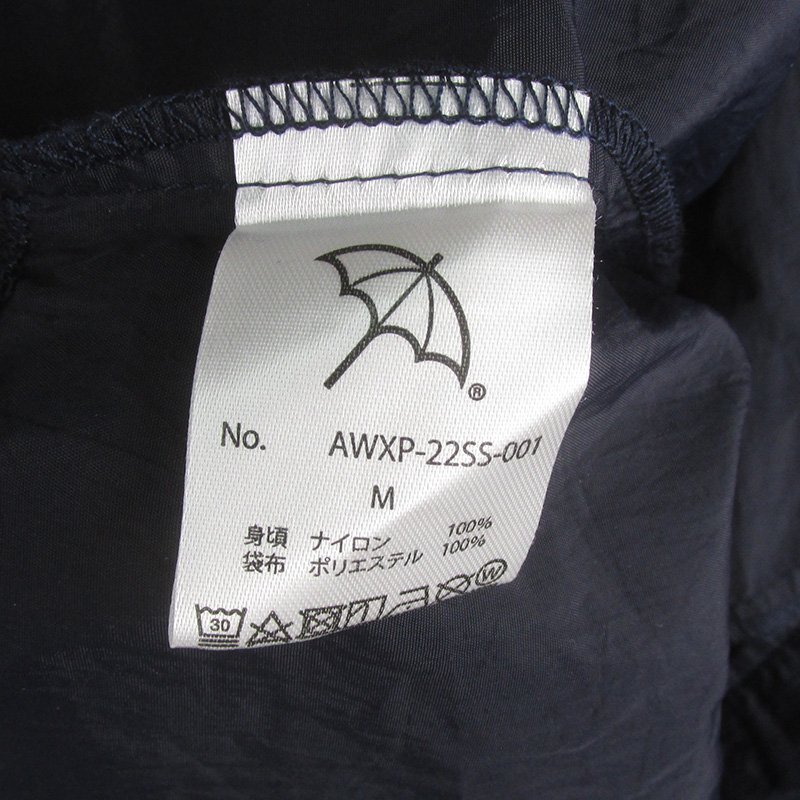 ®
No. AWXP-22SS-001
M
身頃 ナイロン 100%
袋布 ポリエステル 100%
30 W